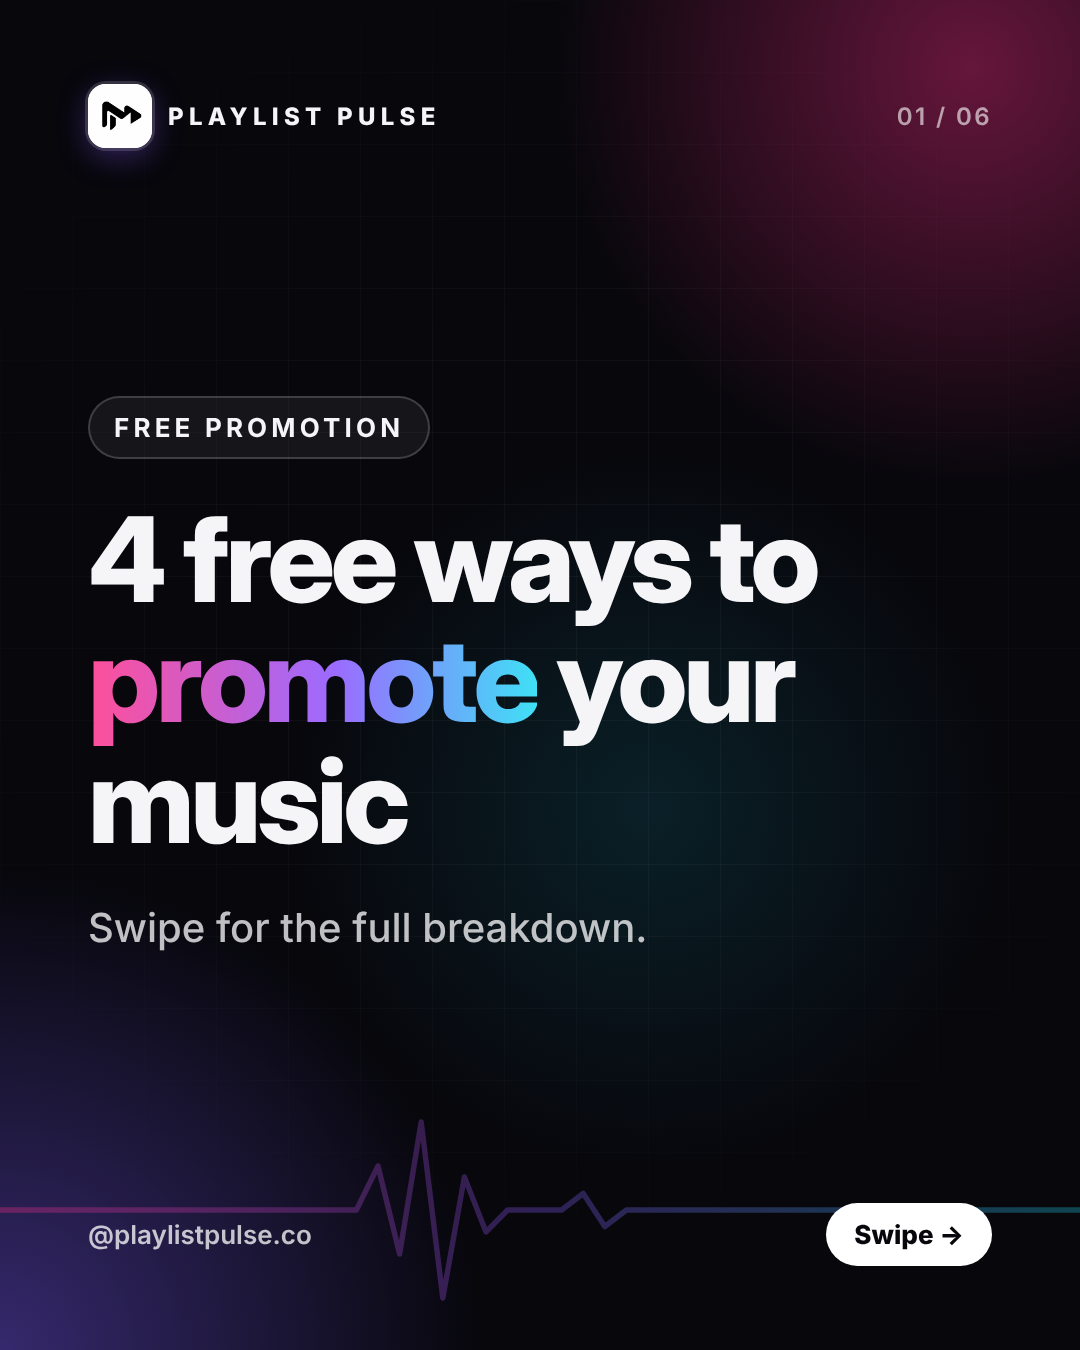 PLAYLIST PULSE
01 / 06
FREE PROMOTION
4 free ways to
promote your
music
Swipe for the full breakdown.
@playlistpulse.co
Swipe →